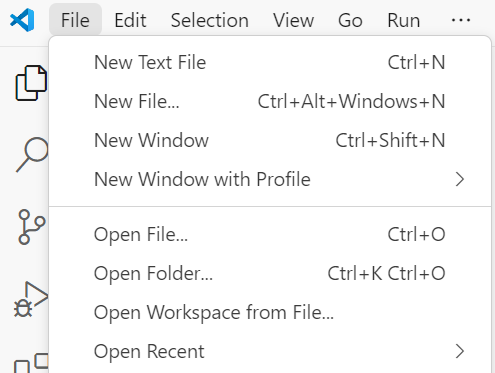 File Edit Selection View Go Run ...
New Text File Ctrl+N
New File... Ctrl+Alt+Windows+N
New Window Ctrl+Shift+N
New Window with Profile
Open File... Ctrl+O
Open Folder... Ctrl+K Ctrl+O
Open Workspace from File...
Open Recent